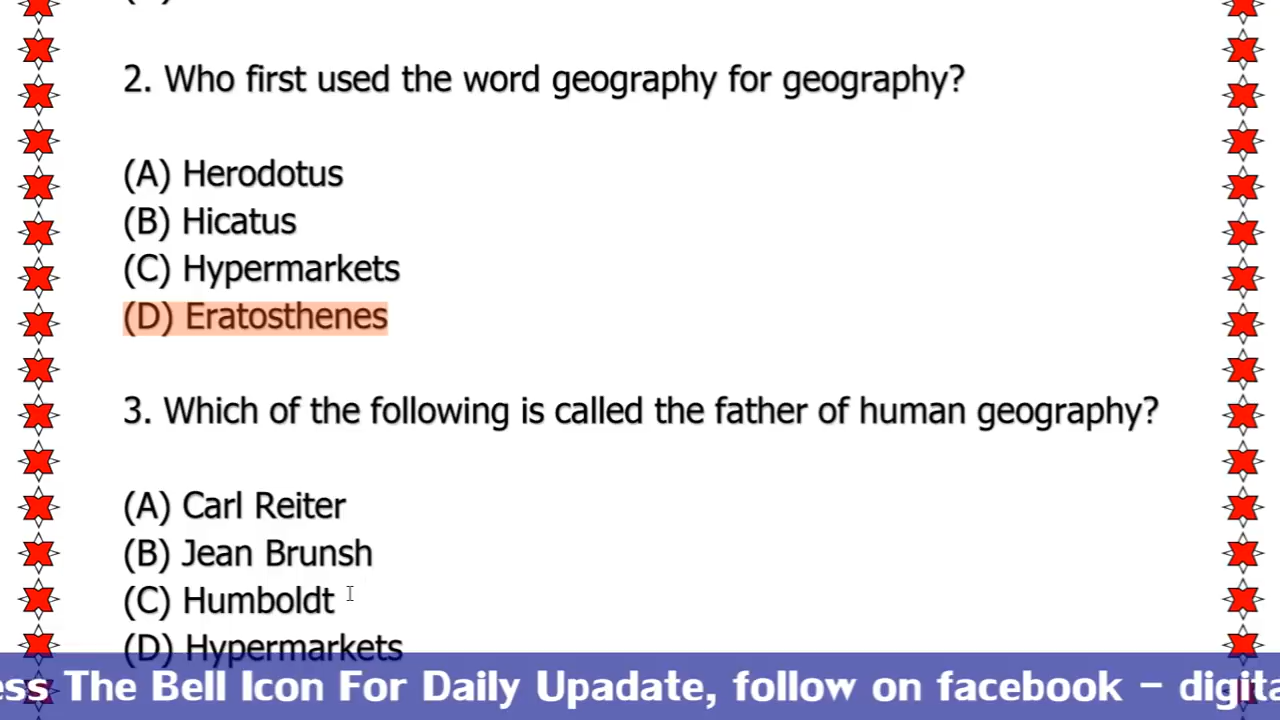 2. Who first used the word geography for geography?
(A) Herodotus
(B) Hicatus
(C) Hypermarkets
(D) Eratosthenes
3. Which of the following is called the father of human geography?
(A) Carl Reiter
(B) Jean Brunsh
(C) Humboldt
(D) Hypermarkets
The Bell Icon For Daily Upadate, follow on facebook –